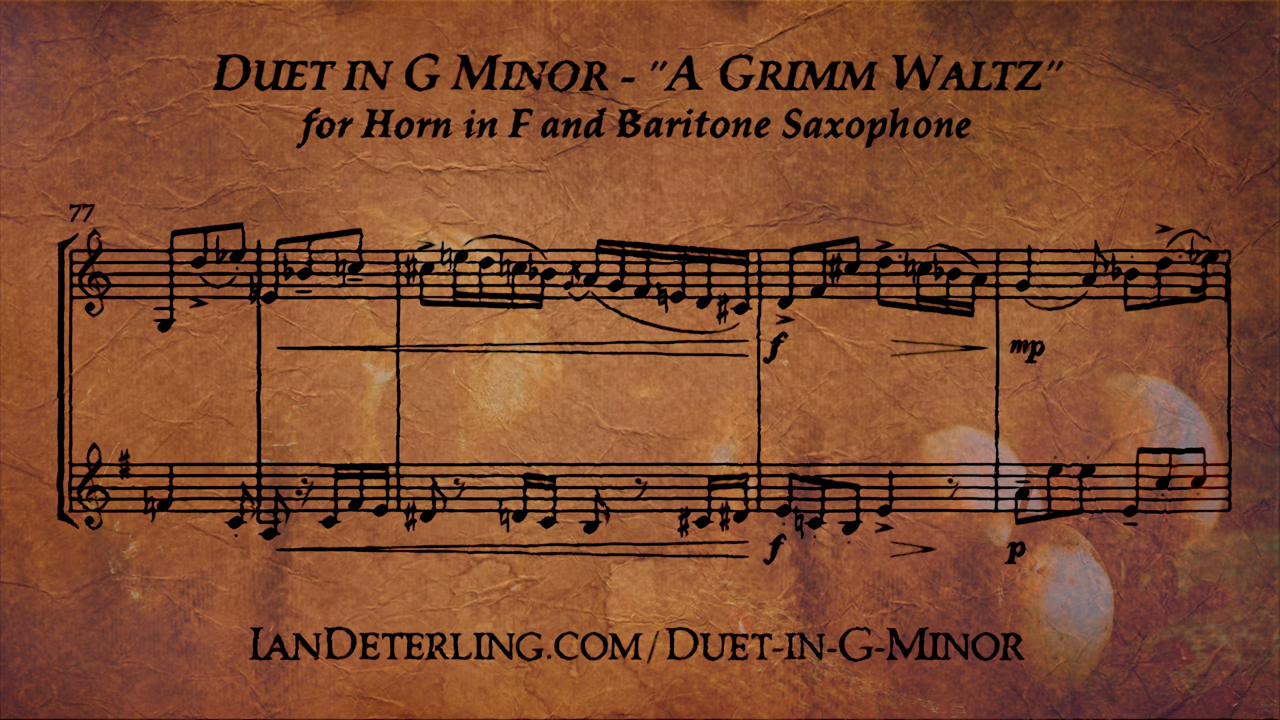 Duet in G Minor - "A Grimm Waltz"
for Horn in F and Baritone Saxophone
77
f
mp
f
p
IanDeterling.com/Duet-in-G-Minor